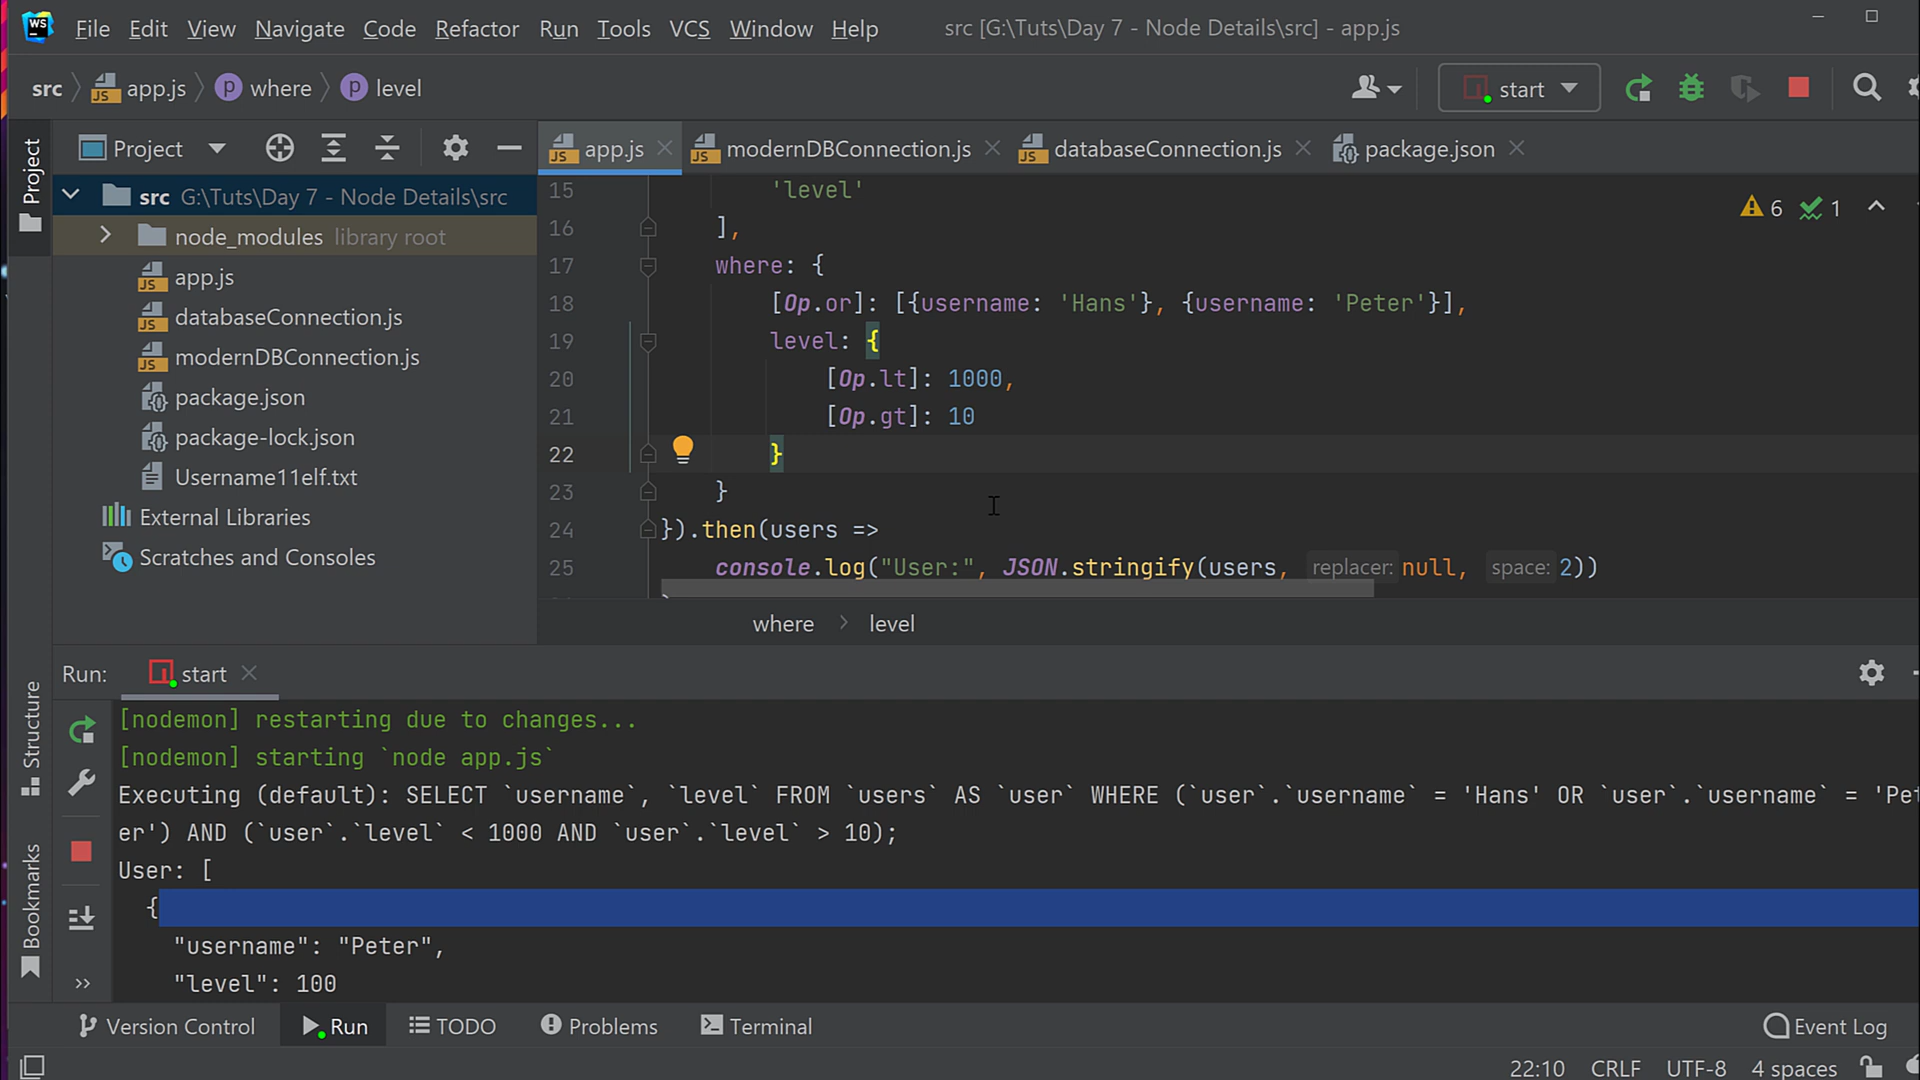 WS File Edit View Navigate Code Refactor Run Tools VCS Window Help src [G:\Tuts\Day 7 - Node Details\src] - app.js
src app.js p where p level start
Project
Project app.js modernDBConnection.js databaseConnection.js package.json
src G:\Tuts\Day 7 - Node Details\src
node_modules library root
app.js
databaseConnection.js
modernDBConnection.js
package.json
package-lock.json
Username11elf.txt
External Libraries
Scratches and Consoles
6 1
15 'level'
16 ],
17 where: {
18 [Op.or]: [{username: 'Hans'}, {username: 'Peter'}],
19 level: {
20 [Op.lt]: 1000,
21 [Op.gt]: 10
22 }
23 }
24 }).then(users =>
25 console.log("User:", JSON.stringify(users, replacer: null, space: 2))
where level
Run: start
Structure
Bookmarks
[nodemon] restarting due to changes...
[nodemon] starting `node app.js`
Executing (default): SELECT `username`, `level` FROM `users` AS `user` WHERE (`user`.`username` = 'Hans' OR `user`.`username` = 'Pet
er') AND (`user`.`level` < 1000 AND `user`.`level` > 10);
User: [
{
"username": "Peter",
"level": 100
Version Control Run TODO Problems Terminal Event Log
22:10 CRLF UTF-8 4 spaces